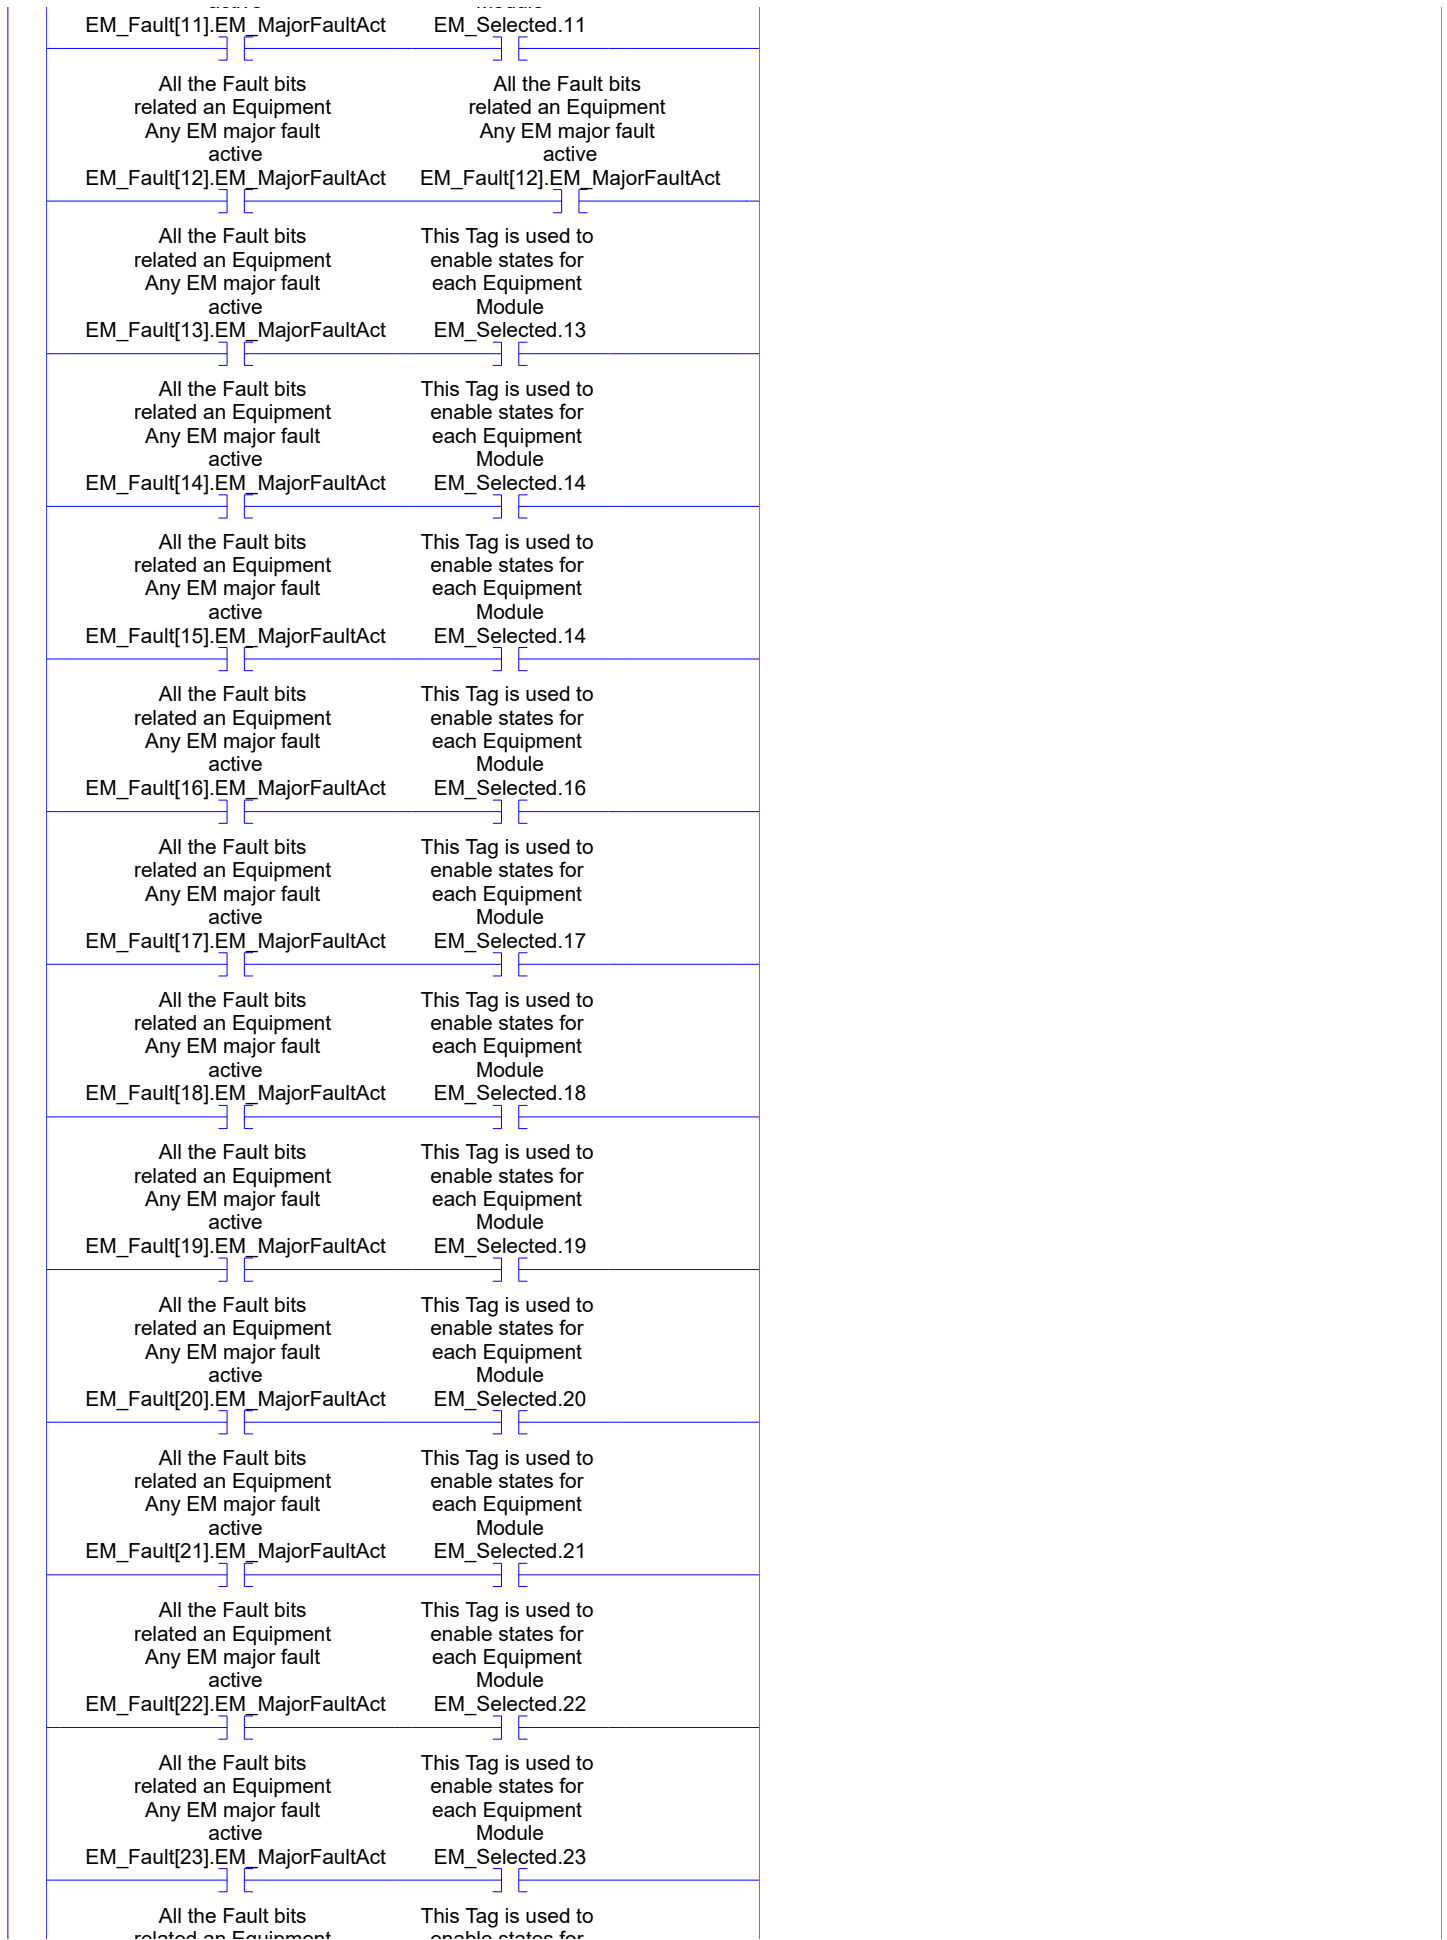 EM_Fault[11].EM_MajorFaultAct EM_Selected.11
All the Fault bits All the Fault bits
related an Equipment related an Equipment
Any EM major fault Any EM major fault
active active
EM_Fault[12].EM_MajorFaultAct EM_Fault[12].EM_MajorFaultAct
All the Fault bits This Tag is used to
related an Equipment enable states for
Any EM major fault each Equipment
active Module
EM_Fault[13].EM_MajorFaultAct EM_Selected.13
All the Fault bits This Tag is used to
related an Equipment enable states for
Any EM major fault each Equipment
active Module
EM_Fault[14].EM_MajorFaultAct EM_Selected.14
All the Fault bits This Tag is used to
related an Equipment enable states for
Any EM major fault each Equipment
active Module
EM_Fault[15].EM_MajorFaultAct EM_Selected.14
All the Fault bits This Tag is used to
related an Equipment enable states for
Any EM major fault each Equipment
active Module
EM_Fault[16].EM_MajorFaultAct EM_Selected.16
All the Fault bits This Tag is used to
related an Equipment enable states for
Any EM major fault each Equipment
active Module
EM_Fault[17].EM_MajorFaultAct EM_Selected.17
All the Fault bits This Tag is used to
related an Equipment enable states for
Any EM major fault each Equipment
active Module
EM_Fault[18].EM_MajorFaultAct EM_Selected.18
All the Fault bits This Tag is used to
related an Equipment enable states for
Any EM major fault each Equipment
active Module
EM_Fault[19].EM_MajorFaultAct EM_Selected.19
All the Fault bits This Tag is used to
related an Equipment enable states for
Any EM major fault each Equipment
active Module
EM_Fault[20].EM_MajorFaultAct EM_Selected.20
All the Fault bits This Tag is used to
related an Equipment enable states for
Any EM major fault each Equipment
active Module
EM_Fault[21].EM_MajorFaultAct EM_Selected.21
All the Fault bits This Tag is used to
related an Equipment enable states for
Any EM major fault each Equipment
active Module
EM_Fault[22].EM_MajorFaultAct EM_Selected.22
All the Fault bits This Tag is used to
related an Equipment enable states for
Any EM major fault each Equipment
active Module
EM_Fault[23].EM_MajorFaultAct EM_Selected.23
All the Fault bits This Tag is used to
related an Equipment enable states for